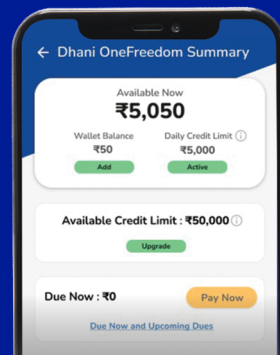 ← Dhani OneFreedom Summary
Available Now
₹5,050
Wallet Balance
₹50
Add
Daily Credit Limit ⓘ
₹5,000
Active
Available Credit Limit : ₹50,000 ⓘ
Upgrade
Due Now : ₹0
Pay Now
Due Now and Upcoming Dues